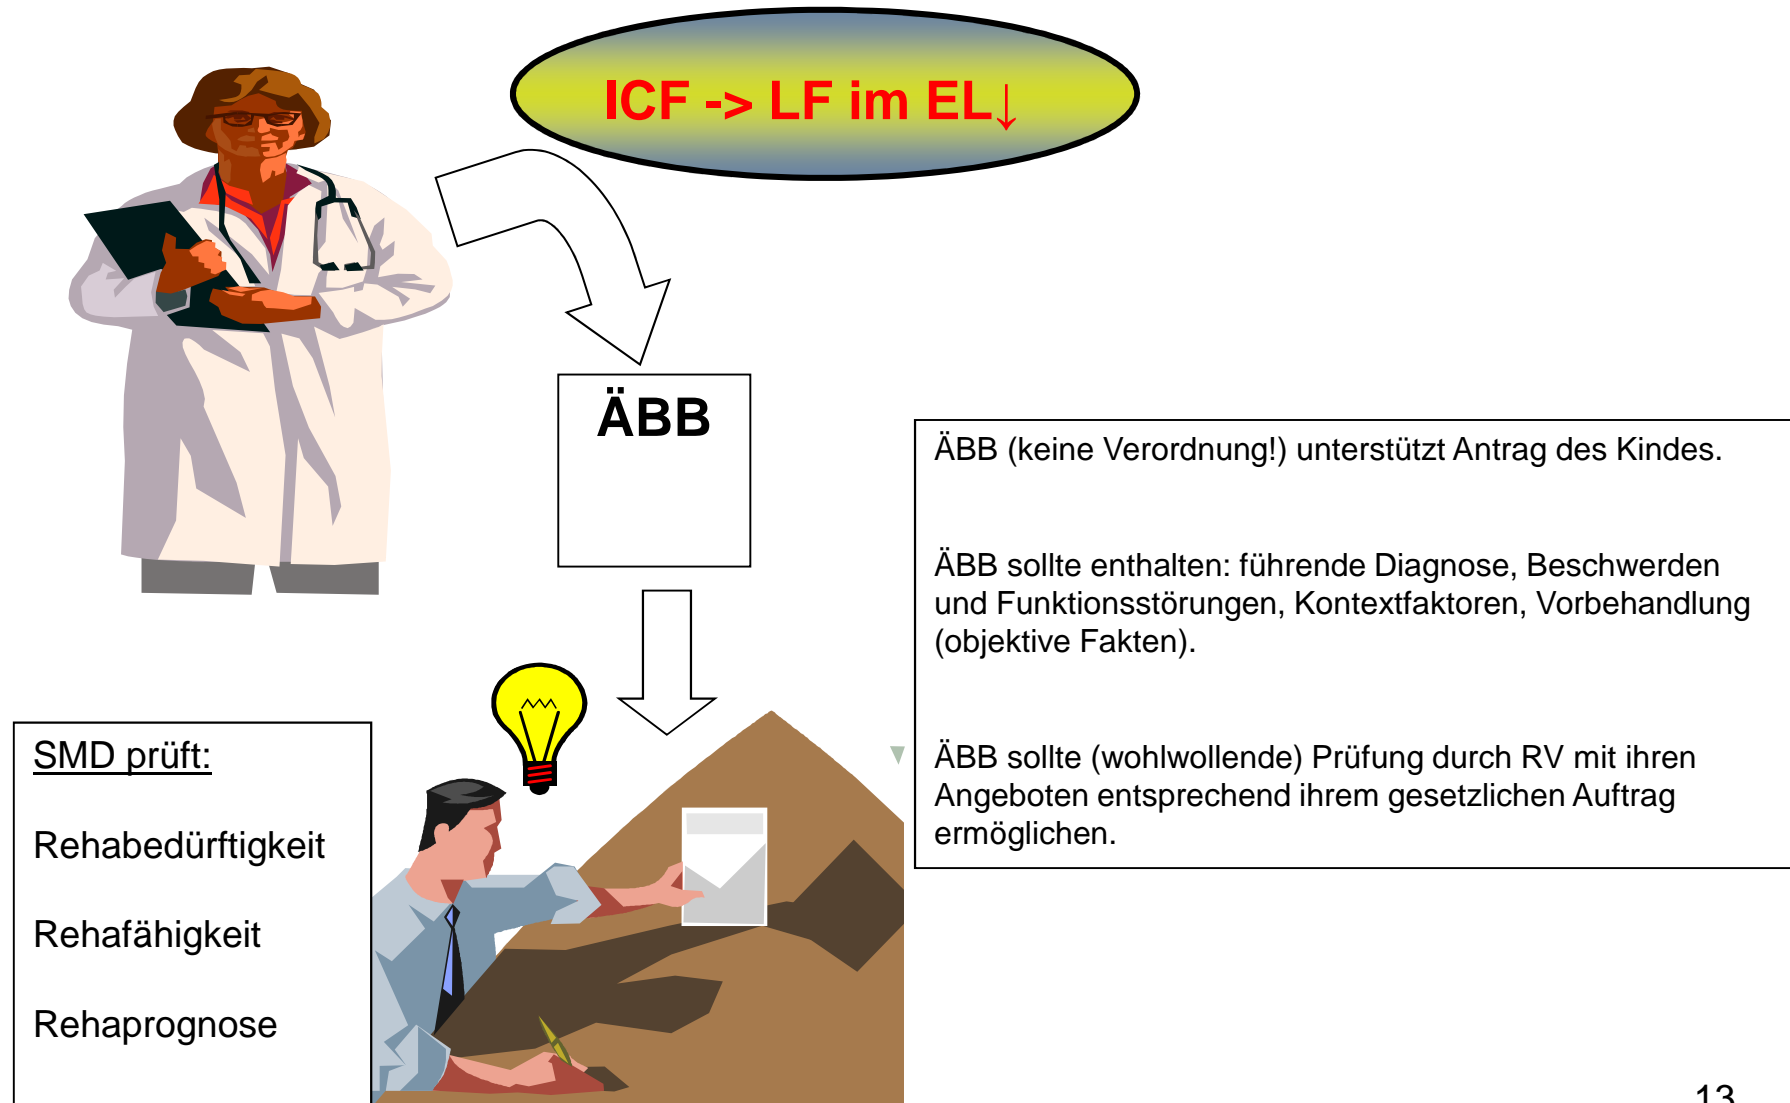 ICF -> LF im EL↓
ÄBB
ÄBB (keine Verordnung!) unterstützt Antrag des Kindes.
ÄBB sollte enthalten: führende Diagnose, Beschwerden
und Funktionsstörungen, Kontextfaktoren, Vorbehandlung
(objektive Fakten).
ÄBB sollte (wohlwollende) Prüfung durch RV mit ihren
Angeboten entsprechend ihrem gesetzlichen Auftrag
ermöglichen.
SMD prüft:
Rehabedürftigkeit
Rehafähigkeit
Rehaprognose
13